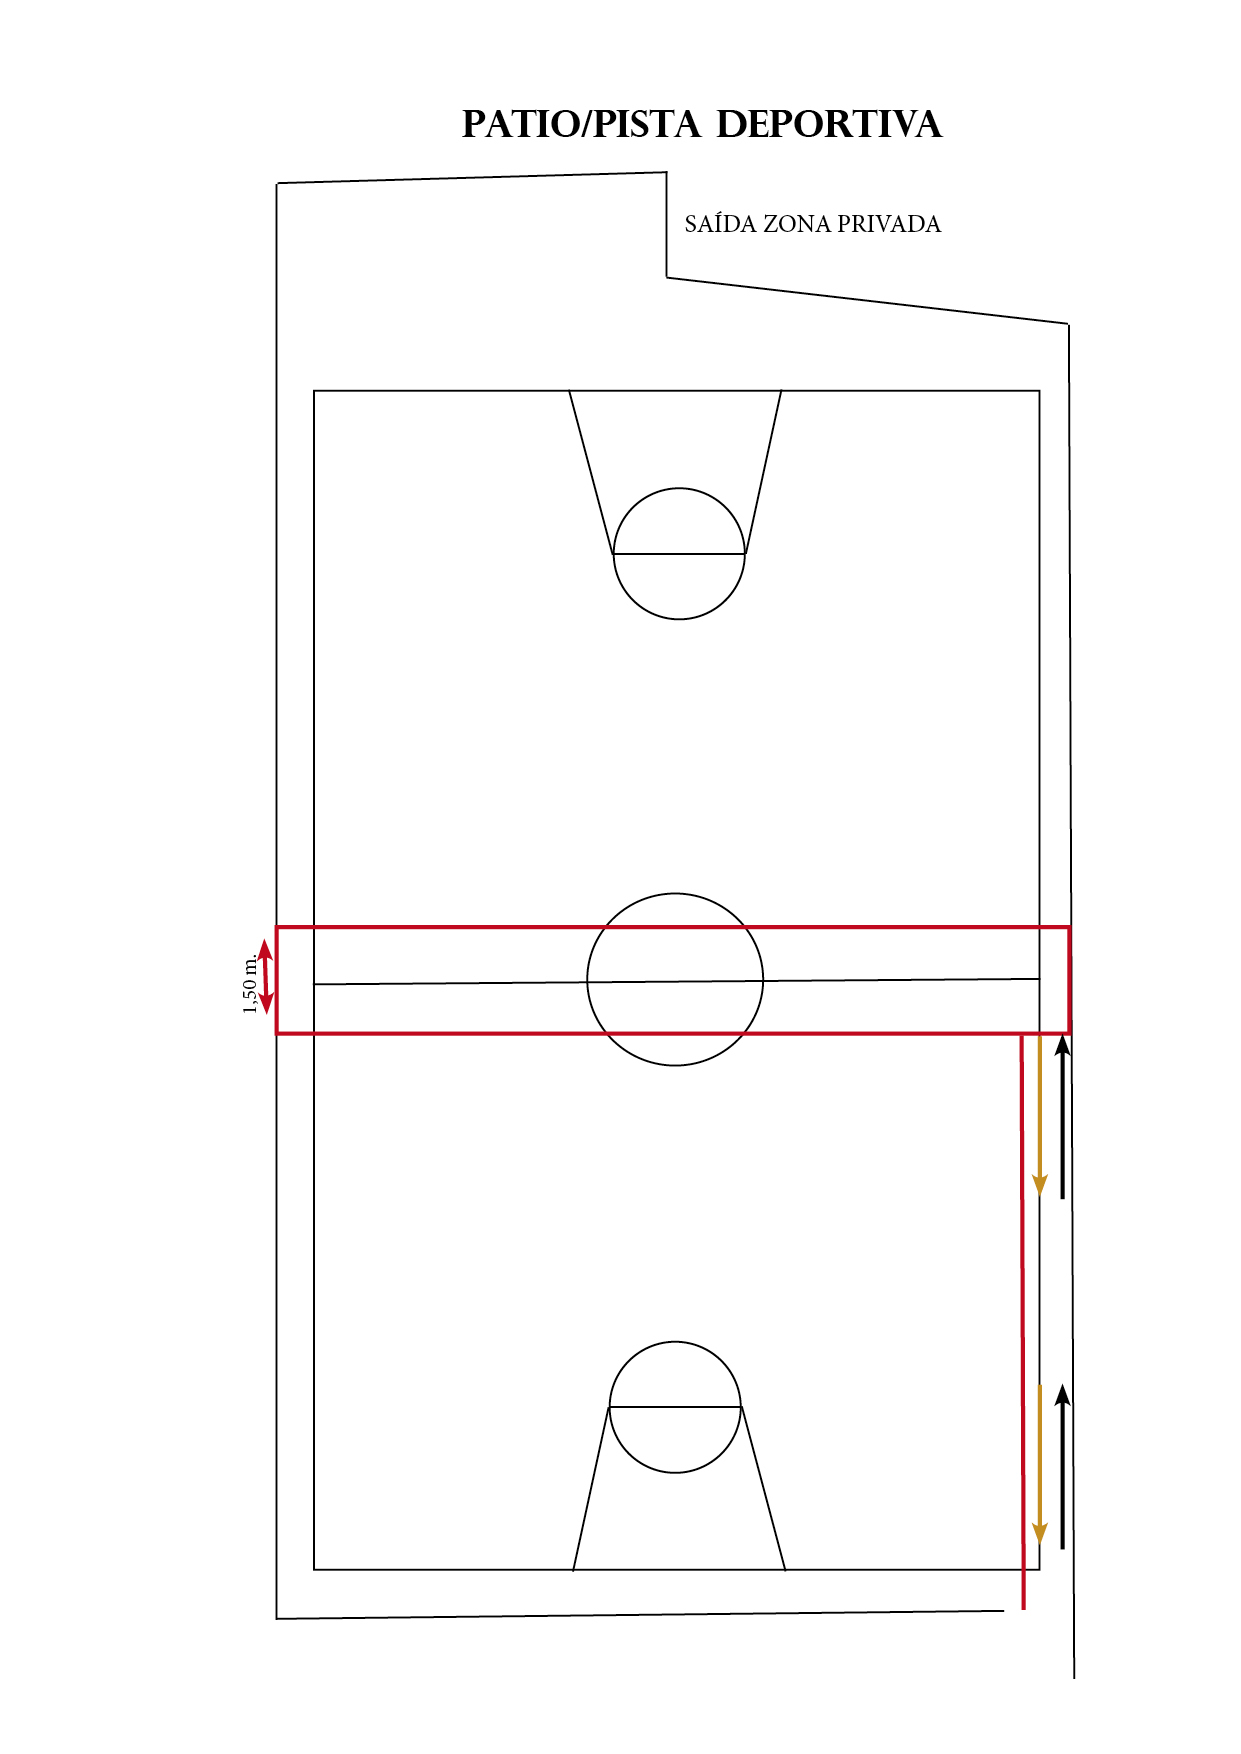 PATIO/PISTA DEPORTIVA
SAÍDA ZONA PRIVADA
1,50 m.